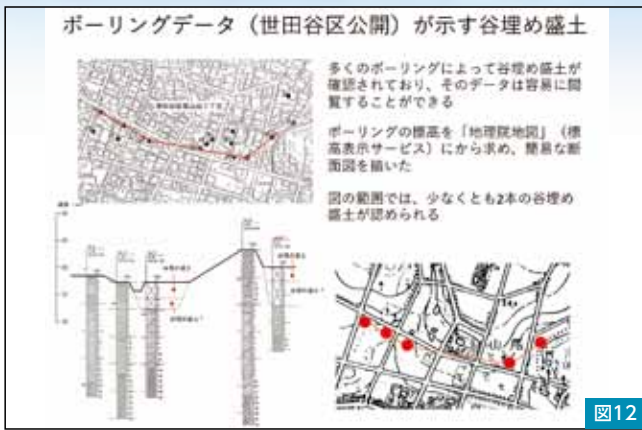 ボーリングデータ（世田谷区公開）が示す谷埋め盛土
多くのボーリングによって谷埋め盛土が
確認されており、そのデータは容易に閲
覧することができる
ボーリングの標高を「地理院地図」（標
高表示サービス）にから求め、簡易な断
面図を描いた
図の範囲では、少なくとも2本の谷埋め
盛土が認められる
図12